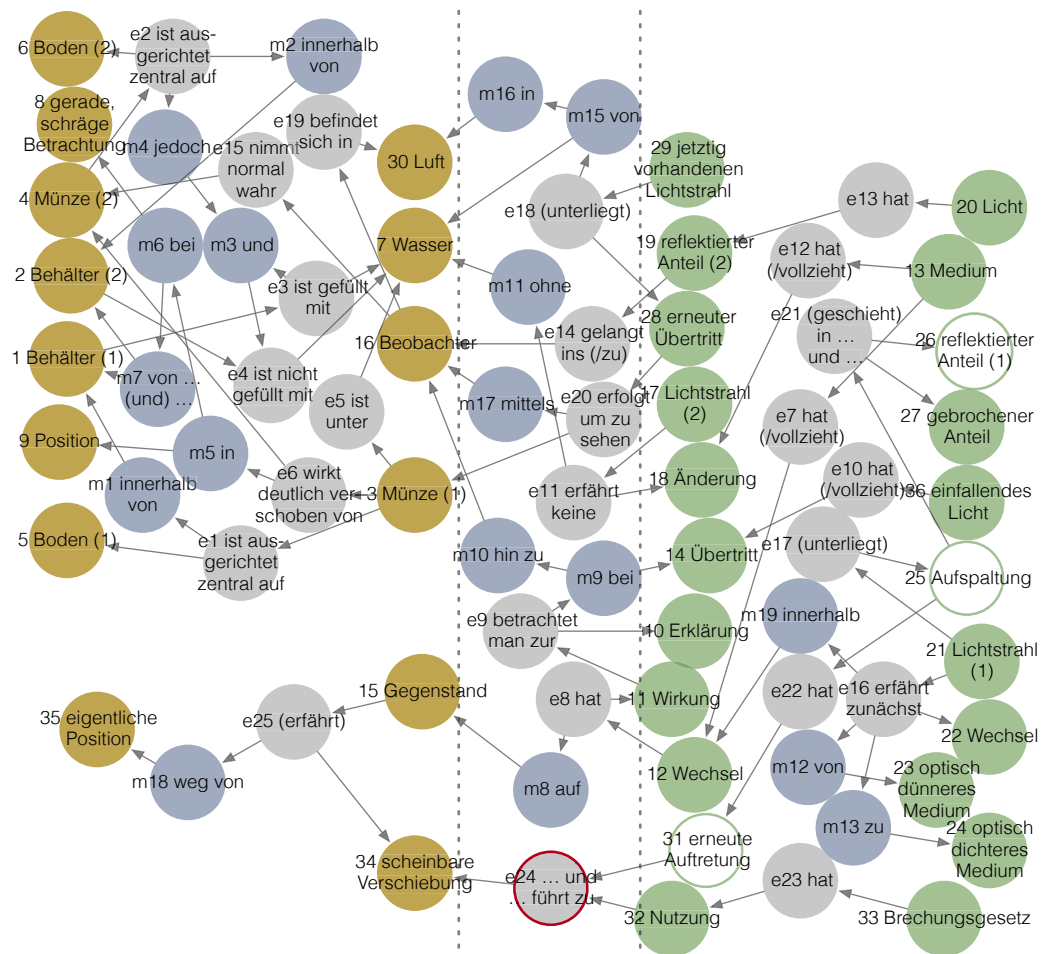 6 Boden (2)
e2 ist aus-
gerichtet
zentral auf
m2 innerhalb
von
8 gerade,
schräge
Betrachtung
m4 jedoch
e15 nimmt
normal
wahr
e19 befindet
sich in
30 Luft
m16 in
m15 von
29 jetztig
vorhandenen
Lichtstrahl
4 Münze (2)
m6 bei
m3 und
7 Wasser
e18 (unterliegt)
19 reflektierter
Anteil (2)
e13 hat
20 Licht
e12 hat
(/vollzieht)
13 Medium
2 Behälter (2)
e3 ist gefüllt
mit
m11 ohne
28 erneuter
Übertritt
e21 (geschieht)
in …
und …
26 reflektierter
Anteil (1)
1 Behälter (1)
m7 von …
(und) …
e4 ist nicht
gefüllt mit
16 Beobachter
e14 gelangt
ins (/zu)
e5 ist
unter
m17 mittels
e20 erfolgt
um zu
sehen
17 Lichtstrahl
(2)
e7 hat
(/vollzieht)
27 gebrochener
Anteil
9 Position
m5 in
m1 innerhalb
von
e6 wirkt
deutlich ver-
schoben von
3 Münze (1)
e11 erfährt
keine
18 Änderung
e10 hat
(/vollzieht)
36 einfallendes
Licht
5 Boden (1)
e1 ist aus-
gerichtet
zentral auf
m10 hin zu
m9 bei
14 Übertritt
e17 (unterliegt)
25 Aufspaltung
e9 betrachtet
man zur
10 Erklärung
m19 innerhalb
21 Lichtstrahl
(1)
35 eigentliche
Position
e25 (erfährt)
15 Gegenstand
e8 hat
11 Wirkung
e22 hat
e16 erfährt
zunächst
22 Wechsel
m18 weg von
m8 auf
12 Wechsel
m12 von
23 optisch
dünneres
Medium
m13 zu
24 optisch
dichteres
Medium
34 scheinbare
Verschiebung
e24 … und
… führt zu
31 erneute
Auftretung
32 Nutzung
e23 hat
33 Brechungsgesetz